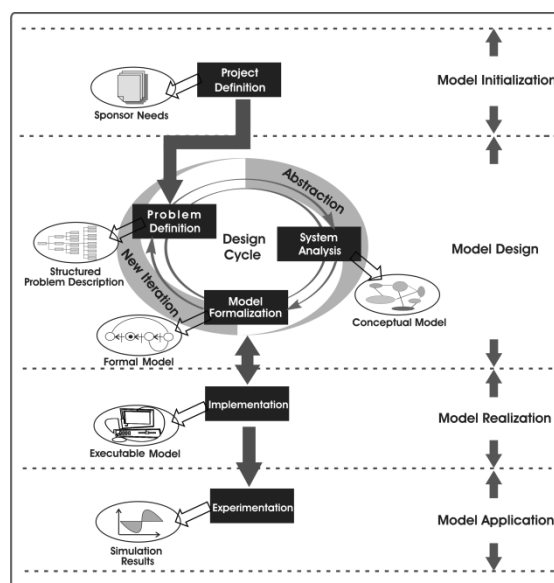 Project
Definition
Sponsor Needs
Model Initialization
Abstraction
Problem
Definition
Design
Cycle
System
Analysis
Model Design
Structured
Problem Description
New Iteration
Model
Formalization
Conceptual Model
Formal Model
Implementation
Model Realization
Executable Model
Experimentation
Model Application
Simulation
Results